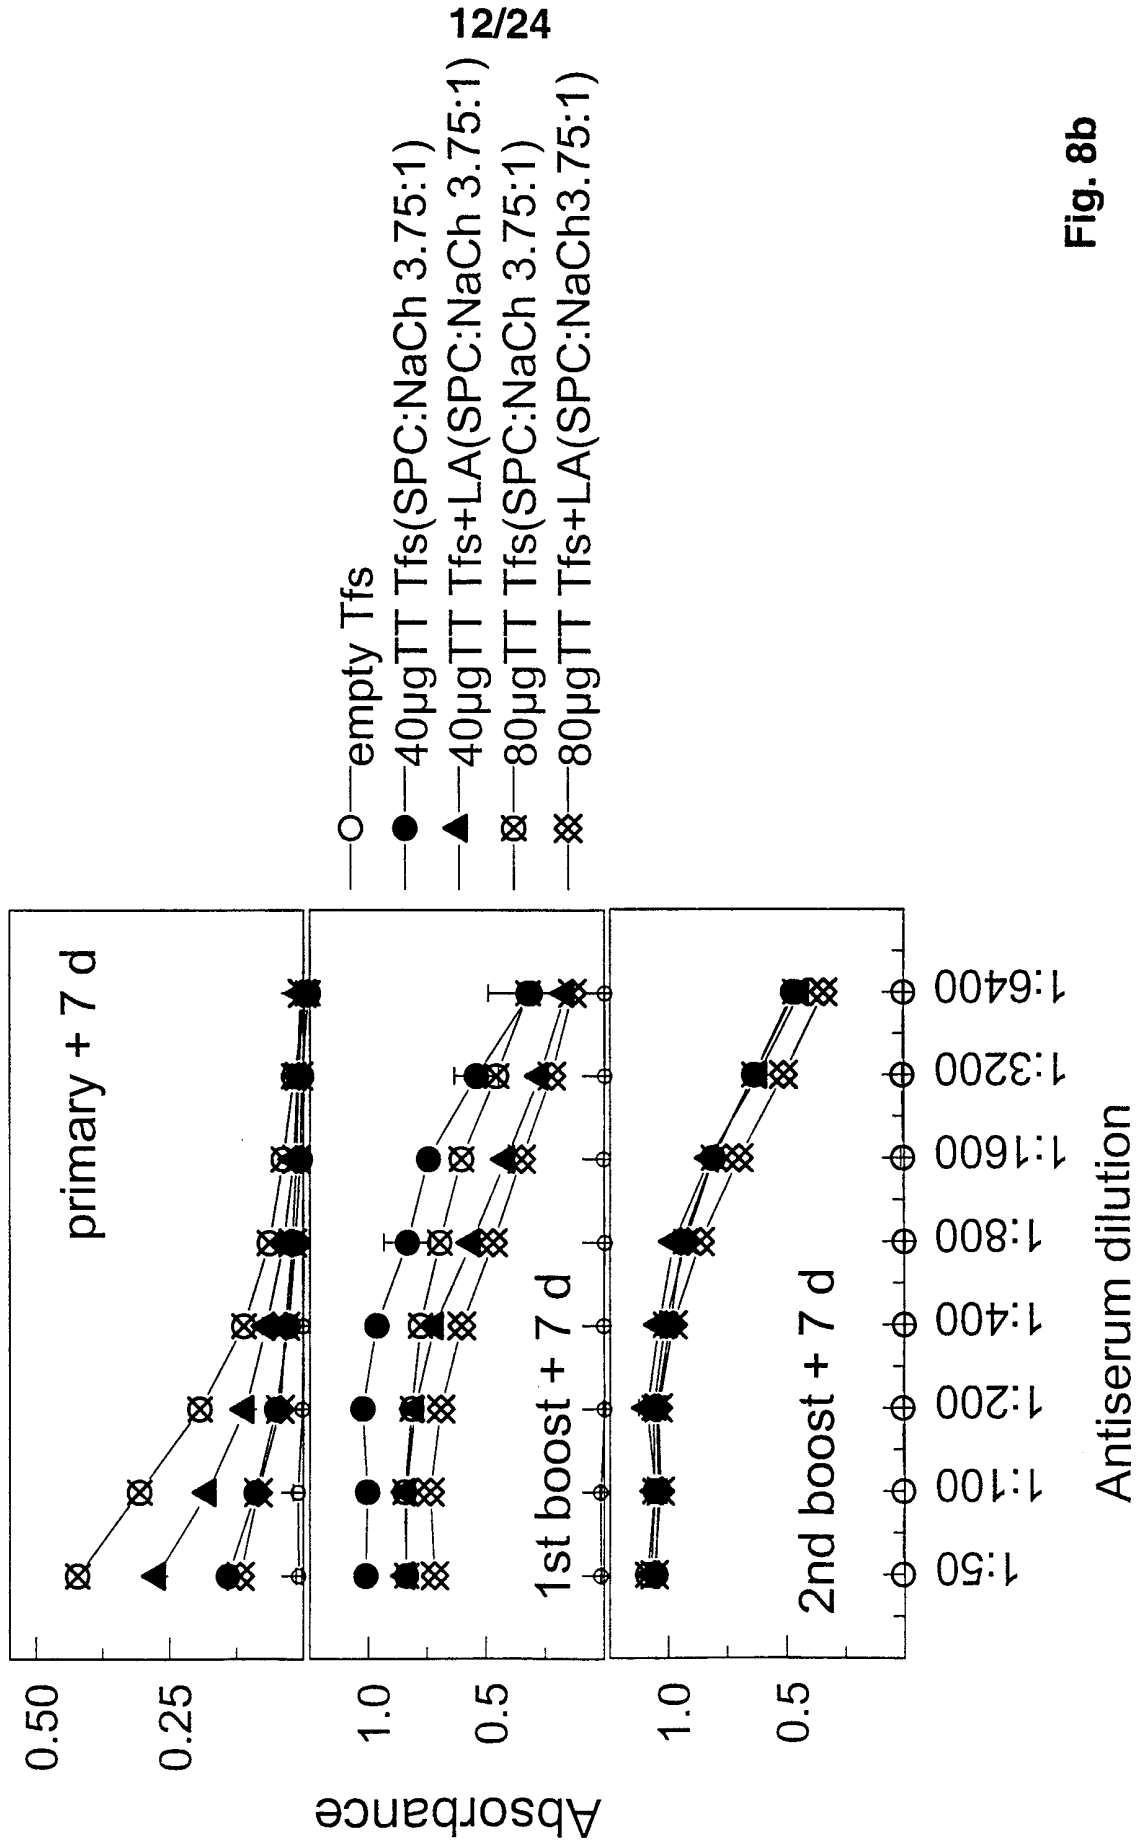 12/24
empty Tfs
40µgTT Tfs(SPC:NaCh 3.75:1)
40µgTT Tfs+LA(SPC:NaCh 3.75:1)
80µgTT Tfs(SPC:NaCh 3.75:1)
80µgTT Tfs+LA(SPC:NaCh3.75:1)
primary + 7 d
0.50
0.25
1st boost + 7 d
1.0
0.5
2nd boost + 7 d
1.0
0.5
Absorbance
1:50
1:100
1:200
1:400
1:800
1:1600
1:3200
1:6400
Antiserum dilution
Fig. 8b